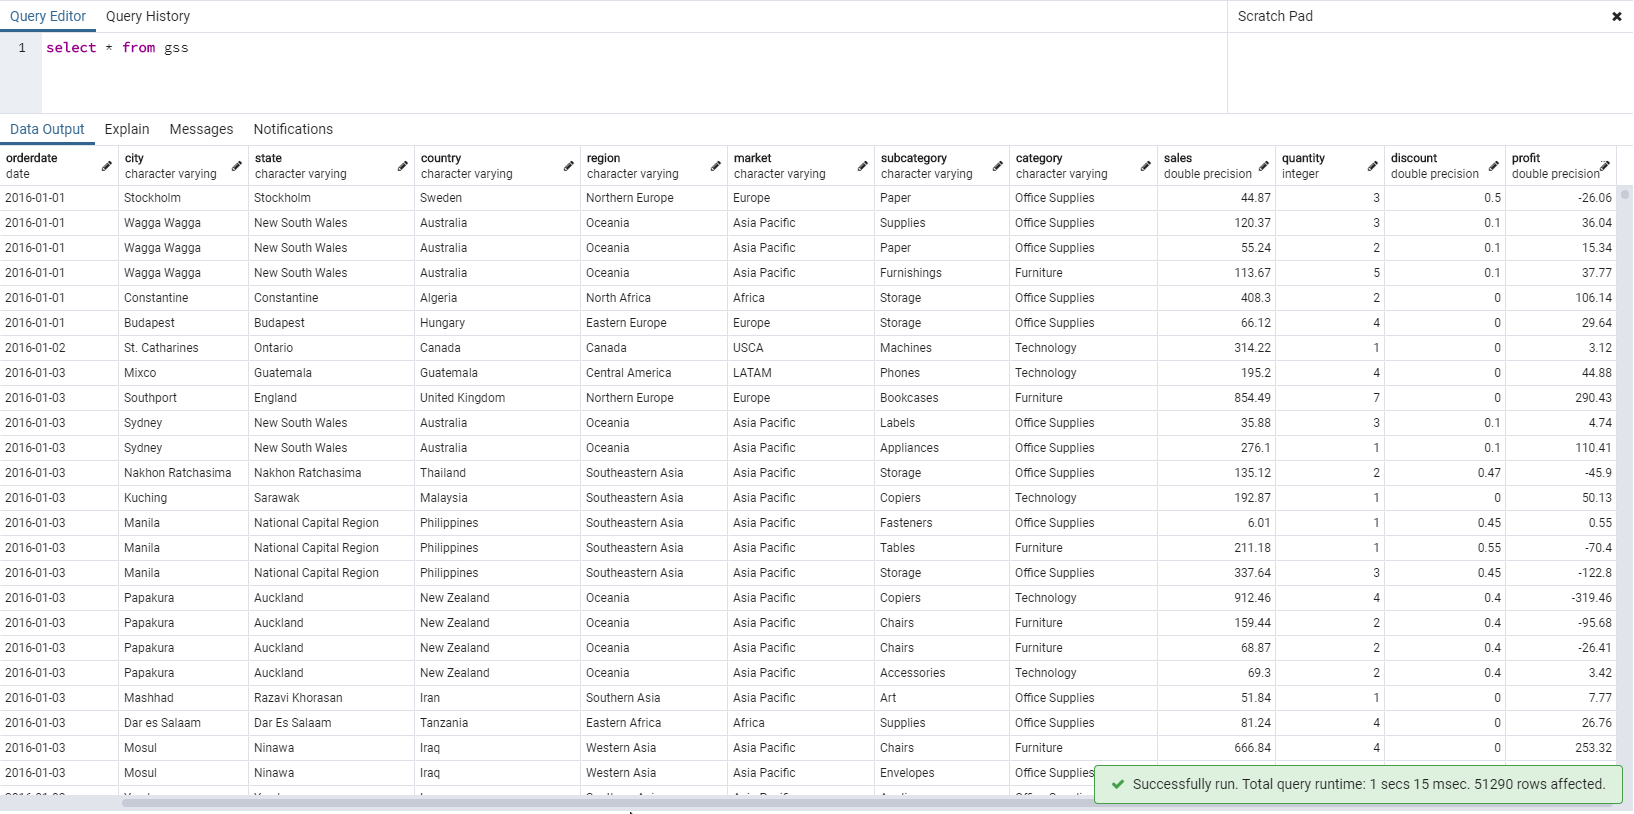 Query Editor Query History Scratch Pad
1 select * from gss
Data Output Explain Messages Notifications
orderdate city state country region market subcategory category sales quantity discount profit
date character varying character varying character varying character varying character varying character varying character varying double precision integer double precision double precision
2016-01-01 Stockholm Stockholm Sweden Northern Europe Europe Paper Office Supplies 44.87 3 0.5 -26.06
2016-01-01 Wagga Wagga New South Wales Australia Oceania Asia Pacific Supplies Office Supplies 120.37 3 0.1 36.04
2016-01-01 Wagga Wagga New South Wales Australia Oceania Asia Pacific Paper Office Supplies 55.24 2 0.1 15.34
2016-01-01 Wagga Wagga New South Wales Australia Oceania Asia Pacific Furnishings Furniture 113.67 5 0.1 37.77
2016-01-01 Constantine Constantine Algeria North Africa Africa Storage Office Supplies 408.3 2 0 106.14
2016-01-01 Budapest Budapest Hungary Eastern Europe Europe Storage Office Supplies 66.12 4 0 29.64
2016-01-02 St. Catharines Ontario Canada Canada USCA Machines Technology 314.22 1 0 3.12
2016-01-03 Mixco Guatemala Guatemala Central America LATAM Phones Technology 195.2 4 0 44.88
2016-01-03 Southport England United Kingdom Northern Europe Europe Bookcases Furniture 854.49 7 0 290.43
2016-01-03 Sydney New South Wales Australia Oceania Asia Pacific Labels Office Supplies 35.88 3 0.1 4.74
2016-01-03 Sydney New South Wales Australia Oceania Asia Pacific Appliances Office Supplies 276.1 1 0.1 110.41
2016-01-03 Nakhon Ratchasima Nakhon Ratchasima Thailand Southeastern Asia Asia Pacific Storage Office Supplies 135.12 2 0.47 -45.9
2016-01-03 Kuching Sarawak Malaysia Southeastern Asia Asia Pacific Copiers Technology 192.87 1 0 50.13
2016-01-03 Manila National Capital Region Philippines Southeastern Asia Asia Pacific Fasteners Office Supplies 6.01 1 0.45 0.55
2016-01-03 Manila National Capital Region Philippines Southeastern Asia Asia Pacific Tables Furniture 211.18 1 0.55 -70.4
2016-01-03 Manila National Capital Region Philippines Southeastern Asia Asia Pacific Storage Office Supplies 337.64 3 0.45 -122.8
2016-01-03 Papakura Auckland New Zealand Oceania Asia Pacific Copiers Technology 912.46 4 0.4 -319.46
2016-01-03 Papakura Auckland New Zealand Oceania Asia Pacific Chairs Furniture 159.44 2 0.4 -95.68
2016-01-03 Papakura Auckland New Zealand Oceania Asia Pacific Chairs Furniture 68.87 2 0.4 -26.41
2016-01-03 Papakura Auckland New Zealand Oceania Asia Pacific Accessories Technology 69.3 2 0.4 3.42
2016-01-03 Mashhad Razavi Khorasan Iran Southern Asia Asia Pacific Art Office Supplies 51.84 1 0 7.77
2016-01-03 Dar es Salaam Dar Es Salaam Tanzania Eastern Africa Africa Supplies Office Supplies 81.24 4 0 26.76
2016-01-03 Mosul Ninawa Iraq Western Asia Asia Pacific Chairs Furniture 666.84 4 0 253.32
2016-01-03 Mosul Ninawa Iraq Western Asia Asia Pacific Envelopes Office Supplies
Successfully run. Total query runtime: 1 secs 15 msec. 51290 rows affected.